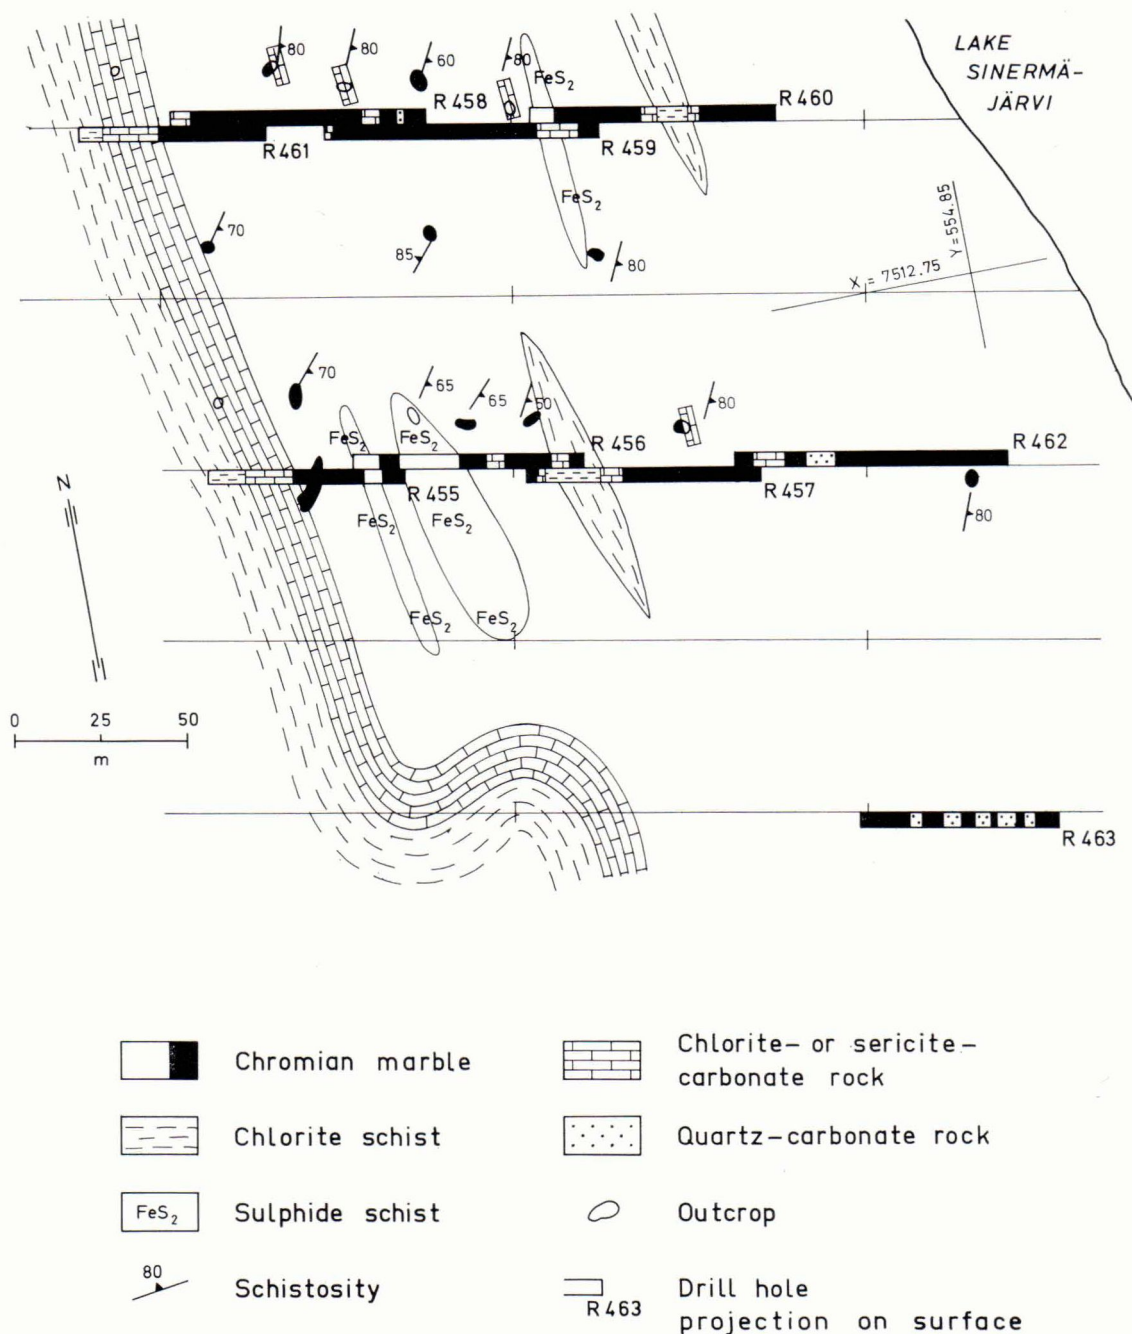 LAKE
SINERMÄ-
JÄRVI
80
80
60
80
FeS₂
R 458
R 460
R 461
R 459
FeS₂
70
85
80
X = 7512.75
Y = 554.85
70
65
65
60
80
FeS₂
FeS₂
R 456
R 462
R 455
R 457
FeS₂
FeS₂
80
N
FeS₂
FeS₂
0 25 50
m
R 463
Chromian marble
Chlorite- or sericite-
carbonate rock
Chlorite schist
Quartz-carbonate rock
FeS₂
Sulphide schist
Outcrop
80
Schistosity
R 463
Drill hole
projection on surface